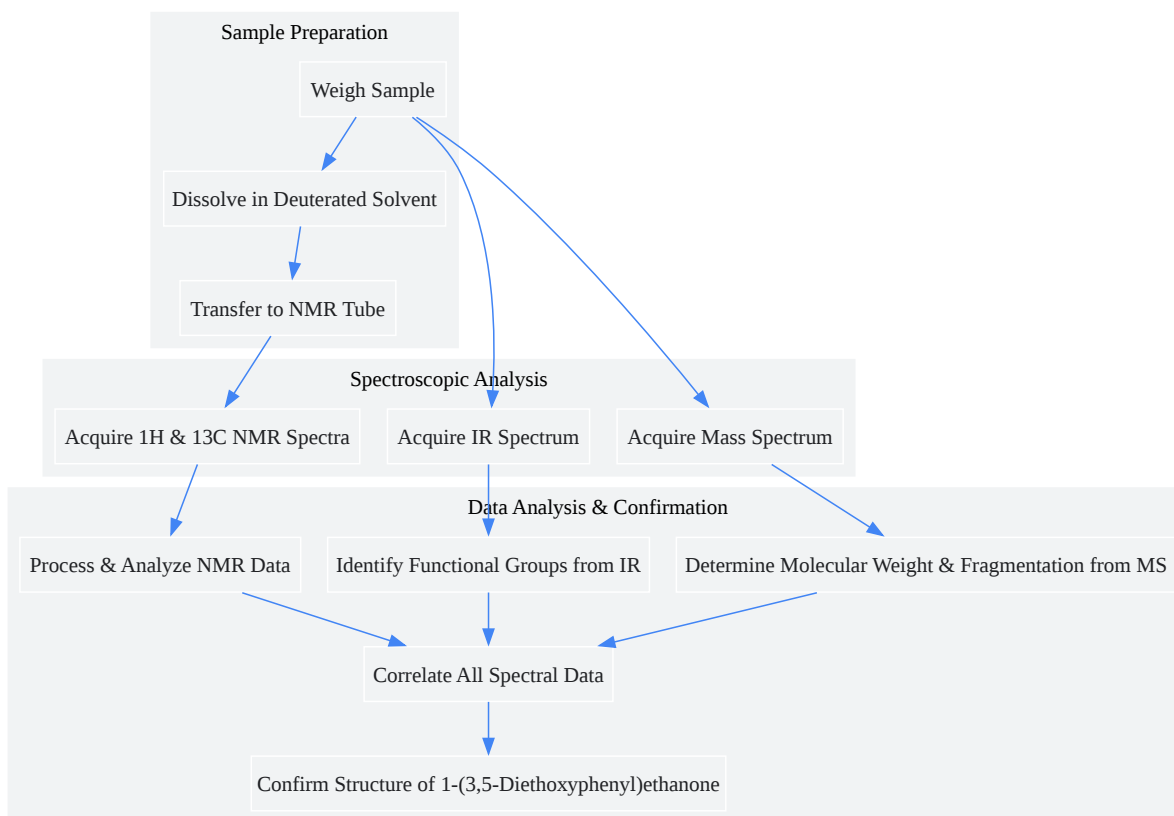 Sample Preparation
Weigh Sample
Dissolve in Deuterated Solvent
Transfer to NMR Tube
Spectroscopic Analysis
Acquire 1H & 13C NMR Spectra
Acquire IR Spectrum
Acquire Mass Spectrum
Data Analysis & Confirmation
Process & Analyze NMR Data
Identify Functional Groups from IR
Determine Molecular Weight & Fragmentation from MS
Correlate All Spectral Data
Confirm Structure of 1-(3,5-Diethoxyphenyl)ethanone